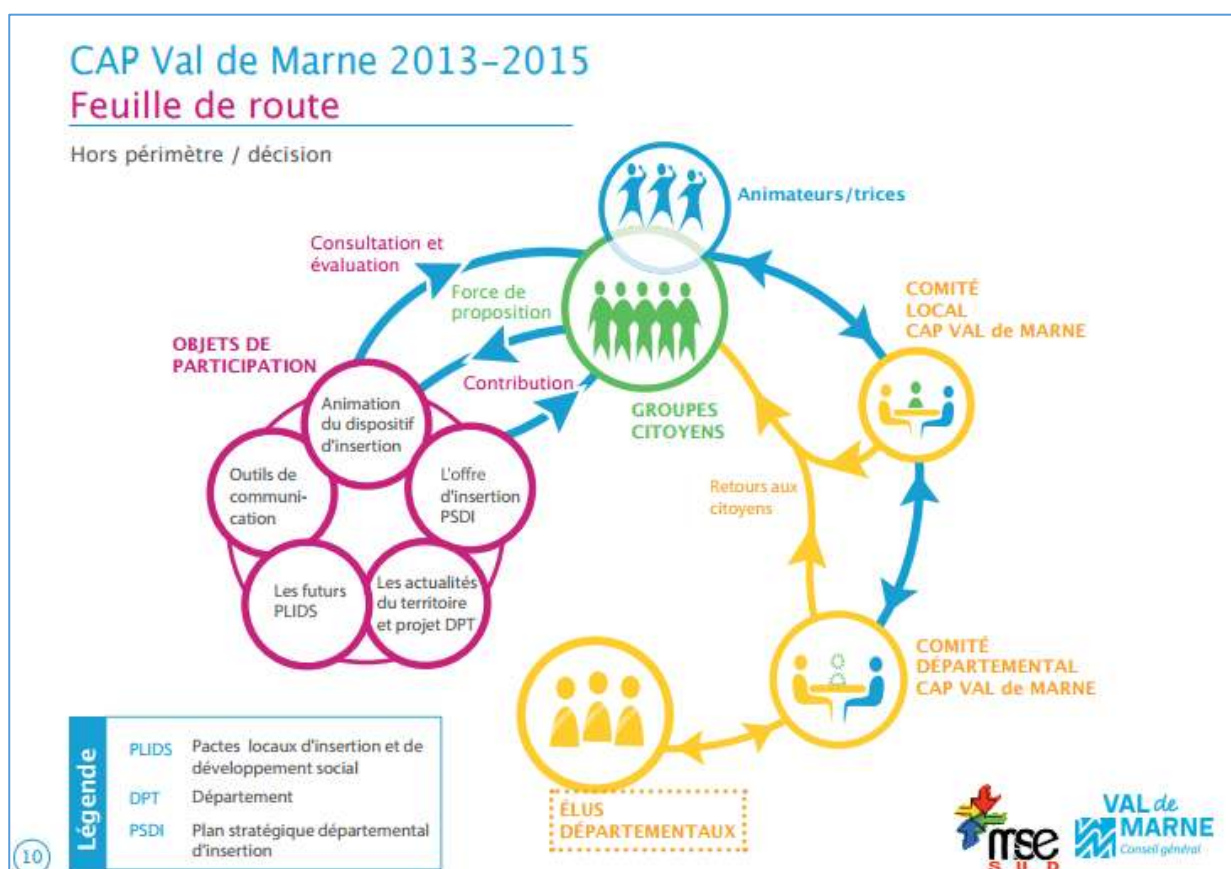 CAP Val de Marne 2013–2015
Feuille de route
Hors périmètre / décision
Animateurs/trices
Consultation et
évaluation
Force de
proposition
Contribution
OBJETS DE
PARTICIPATION
Animation
du dispositif
d'insertion
Outils de
communi-
cation
L'offre
d'insertion
PSDI
Les futurs
PLIDS
Les actualités
du territoire
et projet DPT
GROUPES
CITOYENS
COMITÉ
LOCAL
CAP VAL de MARNE
Retours aux
citoyens
COMITÉ
DÉPARTEMENTAL
CAP VAL de MARNE
ÉLUS
DÉPARTEMENTAUX
Légende
PLIDS Pactes locaux d'insertion et de
développement social
DPT Département
PSDI Plan stratégique départemental
d'insertion
10
mse
SUD
VAL de
MARNE
Conseil général